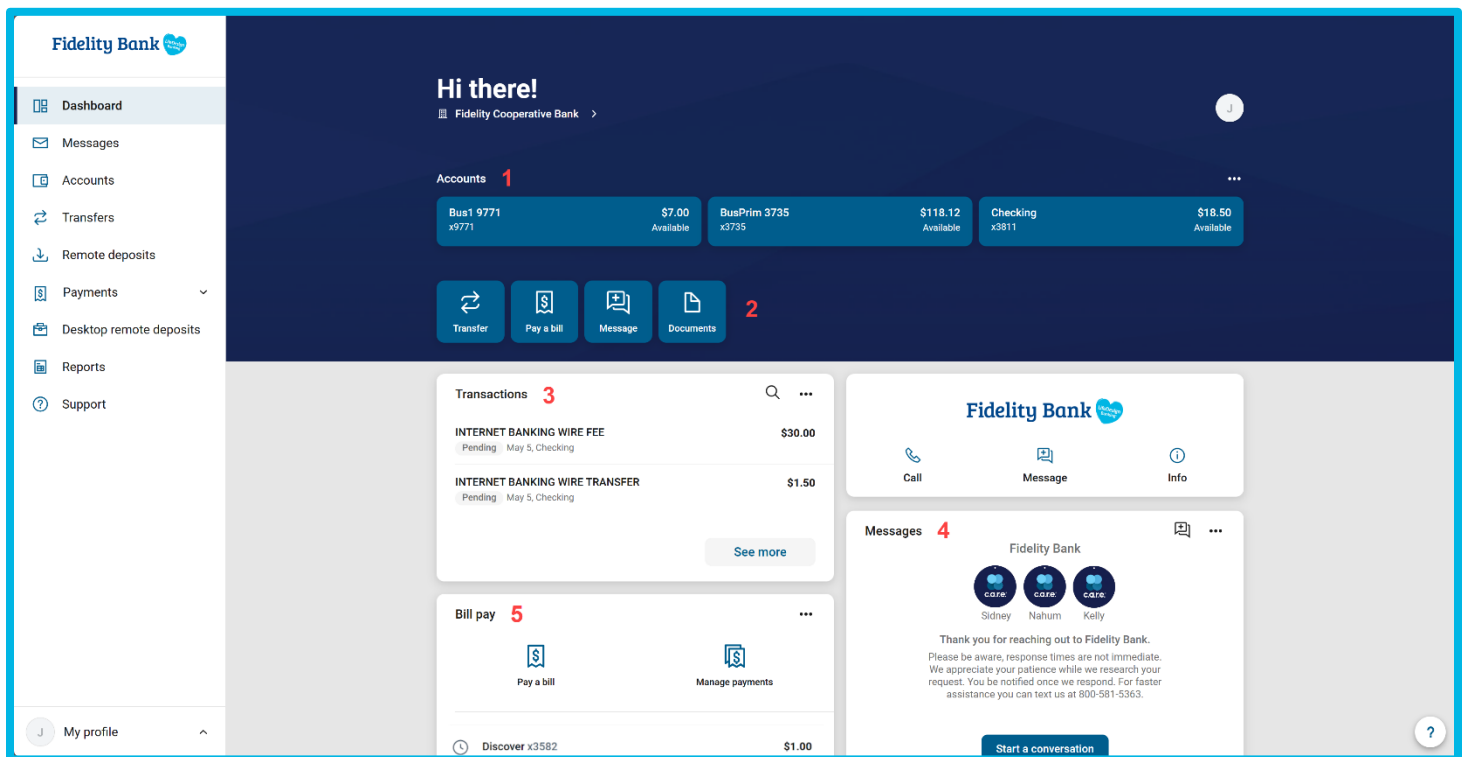 Fidelity Bank
LifeDesign
Banking
Dashboard
Messages
Accounts
Transfers
Remote deposits
Payments
Desktop remote deposits
Reports
Support
J My profile
Hi there!
Fidelity Cooperative Bank
J
Accounts 1
Bus1 9771 $7.00
x9771 Available
BusPrim 3735 $118.12
x3735 Available
Checking $18.50
x3811 Available
Transfer Pay a bill Message Documents 2
Transactions 3
INTERNET BANKING WIRE FEE $30.00
Pending May 5, Checking
INTERNET BANKING WIRE TRANSFER $1.50
Pending May 5, Checking
See more
Bill pay 5
Pay a bill Manage payments
Discover x3582 $1.00
Fidelity Bank
LifeDesign
Banking
Call Message Info
Messages 4
Fidelity Bank
c.a.r.e. c.a.r.e. c.a.r.e.
Sidney Nahum Kelly
Thank you for reaching out to Fidelity Bank.
Please be aware, response times are not immediate.
We appreciate your patience while we research your
request. You be notified once we respond. For faster
assistance you can text us at 800-581-5363.
Start a conversation
?